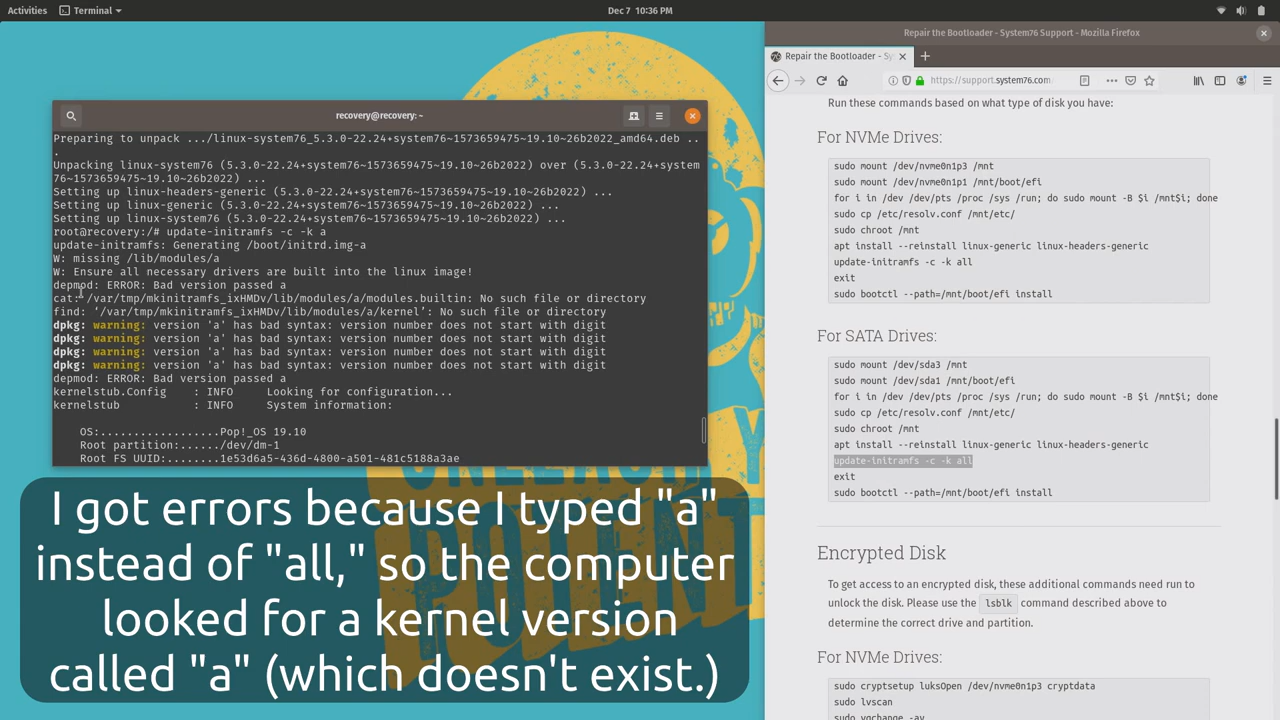 Activities
Terminal
Dec 7 10:36 PM
Repair the Bootloader - System76 Support - Mozilla Firefox
Repair the Bootloader - Sy
https://support.system76.com
recovery@recovery: ~
Preparing to unpack .../linux-system76_5.3.0-22.24+system76~1573659475~19.10~26b2022_amd64.deb ..
.
Unpacking linux-system76 (5.3.0-22.24+system76~1573659475~19.10~26b2022) over (5.3.0-22.24+system
76~1573659475~19.10~26b2022) ...
Setting up linux-headers-generic (5.3.0-22.24+system76~1573659475~19.10~26b2022) ...
Setting up linux-generic (5.3.0-22.24+system76~1573659475~19.10~26b2022) ...
Setting up linux-system76 (5.3.0-22.24+system76~1573659475~19.10~26b2022) ...
root@recovery:/# update-initramfs -c -k a
update-initramfs: Generating /boot/initrd.img-a
W: missing /lib/modules/a
W: Ensure all necessary drivers are built into the linux image!
depmod: ERROR: Bad version passed a
cat: /var/tmp/mkinitramfs_ixHMDv/lib/modules/a/modules.builtin: No such file or directory
find: ‘/var/tmp/mkinitramfs_ixHMDv/lib/modules/a/kernel’: No such file or directory
dpkg: warning: version 'a' has bad syntax: version number does not start with digit
dpkg: warning: version 'a' has bad syntax: version number does not start with digit
dpkg: warning: version 'a' has bad syntax: version number does not start with digit
dpkg: warning: version 'a' has bad syntax: version number does not start with digit
depmod: ERROR: Bad version passed a
kernelstub.Config    : INFO     Looking for configuration...
kernelstub           : INFO     System information:
OS:..................Pop!_OS 19.10
Root partition:....../dev/dm-1
Root FS UUID:........1e53d6a5-436d-4800-a501-481c5188a3ae
I got errors because I typed "a"
instead of "all," so the computer
looked for a kernel version
called "a" (which doesn't exist.)
Run these commands based on what type of disk you have:
For NVMe Drives:
sudo mount /dev/nvme0n1p3 /mnt
sudo mount /dev/nvme0n1p1 /mnt/boot/efi
for i in /dev /dev/pts /proc /sys /run; do sudo mount -B $i /mnt$i; done
sudo cp /etc/resolv.conf /mnt/etc/
sudo chroot /mnt
apt install --reinstall linux-generic linux-headers-generic
update-initramfs -c -k all
exit
sudo bootctl --path=/mnt/boot/efi install
For SATA Drives:
sudo mount /dev/sda3 /mnt
sudo mount /dev/sda1 /mnt/boot/efi
for i in /dev /dev/pts /proc /sys /run; do sudo mount -B $i /mnt$i; done
sudo cp /etc/resolv.conf /mnt/etc/
sudo chroot /mnt
apt install --reinstall linux-generic linux-headers-generic
update-initramfs -c -k all
exit
sudo bootctl --path=/mnt/boot/efi install
Encrypted Disk
To get access to an encrypted disk, these additional commands need run to
unlock the disk. Please use the lsblk command described above to
determine the correct drive and partition.
For NVMe Drives:
sudo cryptsetup luksOpen /dev/nvme0n1p3 cryptdata
sudo lvscan
sudo vgchange -ay